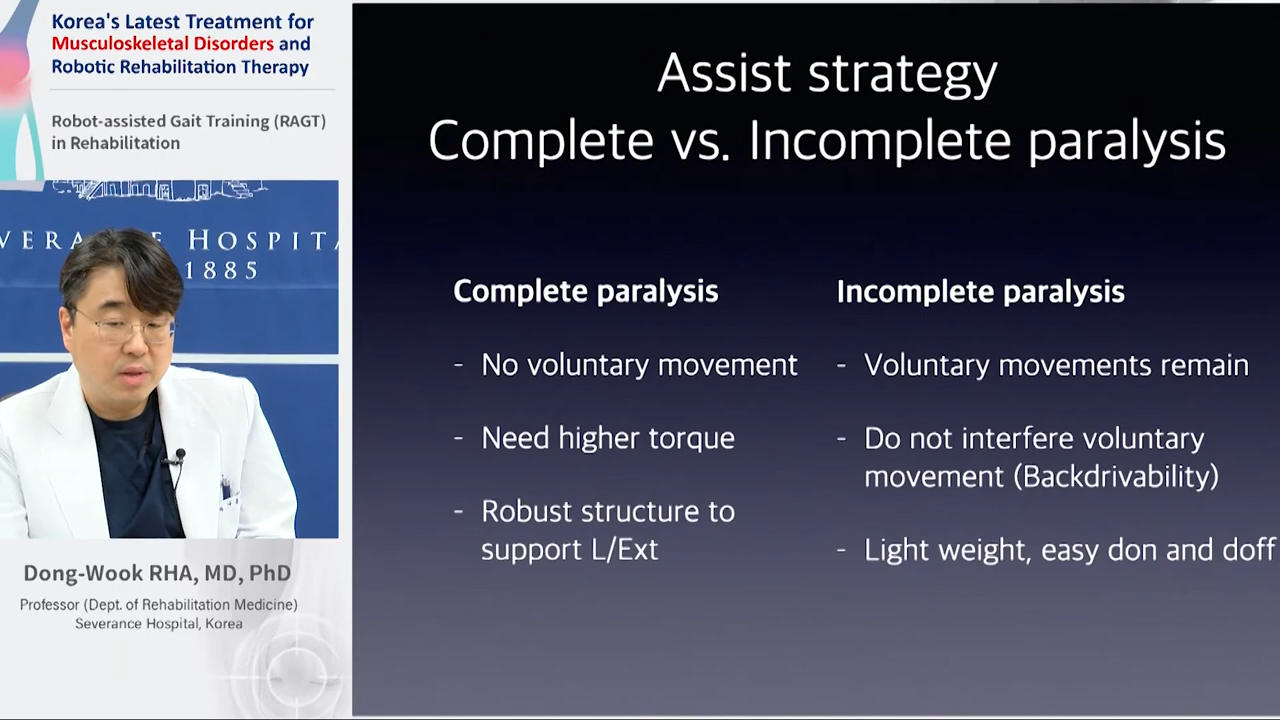 Korea's Latest Treatment for
Musculoskeletal Disorders and
Robotic Rehabilitation Therapy
Robot-assisted Gait Training (RAGT)
in Rehabilitation
HOSPITA
1885
Dong-Wook RHA, MD, PhD
Professor (Dept. of Rehabilitation Medicine)
Severance Hospital, Korea
Assist strategy
Complete vs. Incomplete paralysis
Complete paralysis
- No voluntary movement
- Need higher torque
- Robust structure to
support L/Ext
Incomplete paralysis
- Voluntary movements remain
- Do not interfere voluntary
movement (Backdrivability)
- Light weight, easy don and doff